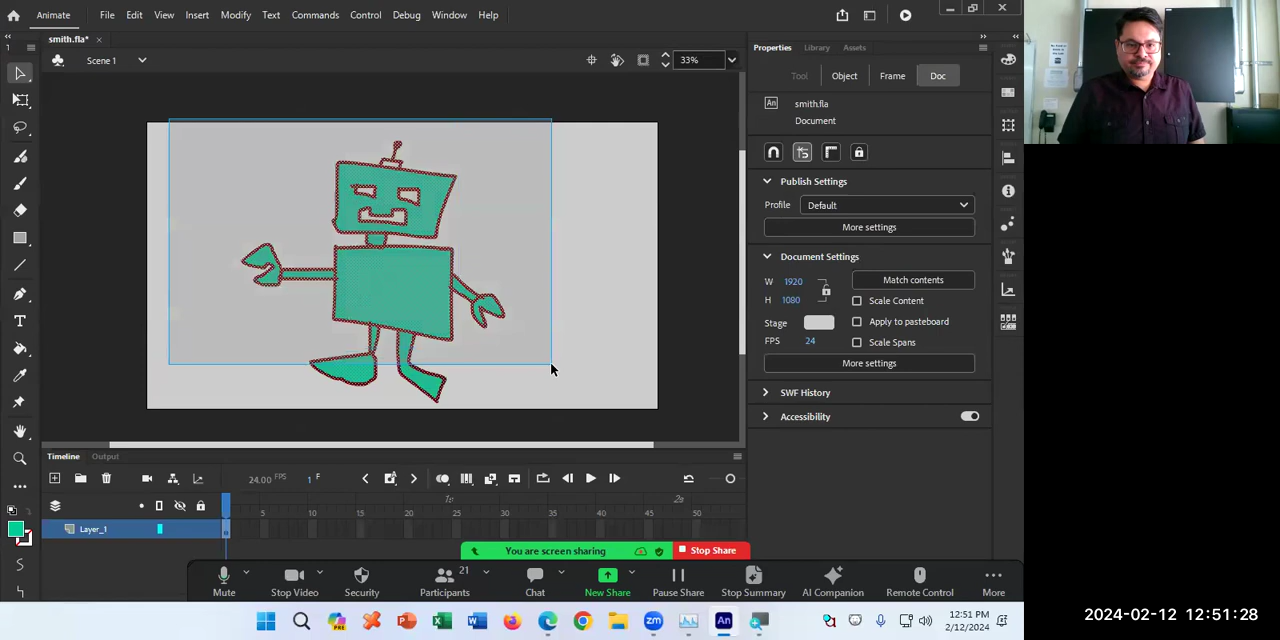 Animate File Edit View Insert Modify Text Commands Control Debug Window Help
smith.fla* ×
Scene 1 33%
Properties Library Assets
Tool Object Frame Doc
An smith.fla
Document
Publish Settings
Profile Default
More settings
Document Settings
W 1920 Match contents
H 1080 Scale Content
Stage Apply to pasteboard
FPS 24 Scale Spans
More settings
SWF History
Accessibility
Timeline Output
24.00 FPS 1 F
1s 2s
5 10 15 20 25 30 35 40 45 50
Layer_1
You are screen sharing Stop Share
21
Mute Stop Video Security Participants Chat New Share Pause Share Stop Summary AI Companion Remote Control More
12:51 PM
2/12/2024
2024-02-12 12:51:28